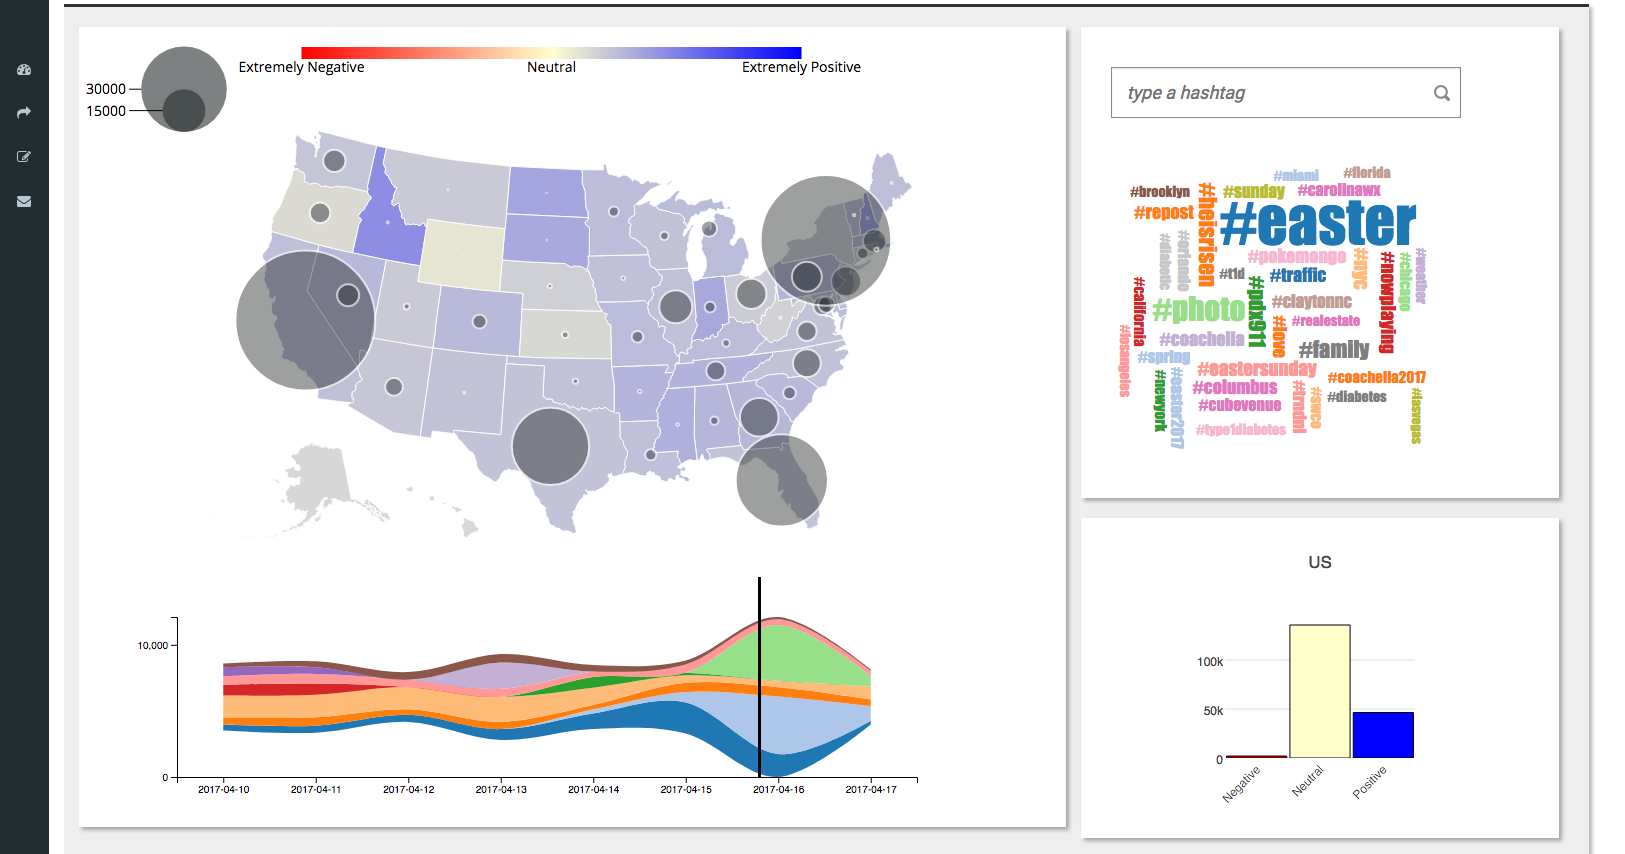 Extremely Negative Neutral Extremely Positive
30000
15000
10,000
0
2017-04-10 2017-04-11 2017-04-12 2017-04-13 2017-04-14 2017-04-15 2017-04-16 2017-04-17
type a hashtag
#miami #florida
#brooklyn #sunday #carolinawx
#repost #heisrisen #easter
#diabetic #orlando #pokemongo #nyc #nowplaying #chicago #weather
#t1d #traffic
#california #photo #pdx911 #claytonnc
#love #realestate
#losangeles #coachella #family
#spring #eastersunday
#newyork #easter2017 #columbus #trndnl #swca #coachella2017
#cubevenue #diabetes #lasvegas
#type1diabetes
US
100k
50k
0
Negative Neutral Positive